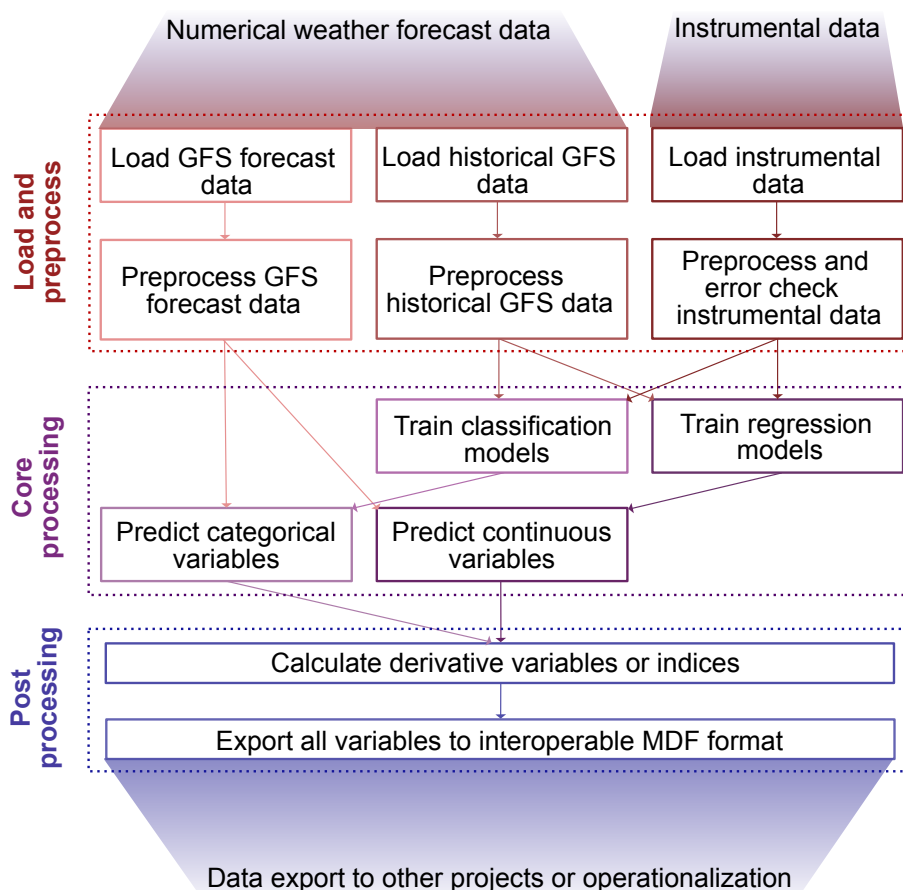 Numerical weather forecast data
Instrumental data
Load and
preprocess
Load GFS forecast
data
Load historical GFS
data
Load instrumental
data
Preprocess GFS
forecast data
Preprocess
historical GFS data
Preprocess and
error check
instrumental data
Core
processing
Train classification
models
Train regression
models
Predict categorical
variables
Predict continuous
variables
Post
processing
Calculate derivative variables or indices
Export all variables to interoperable MDF format
Data export to other projects or operationalization